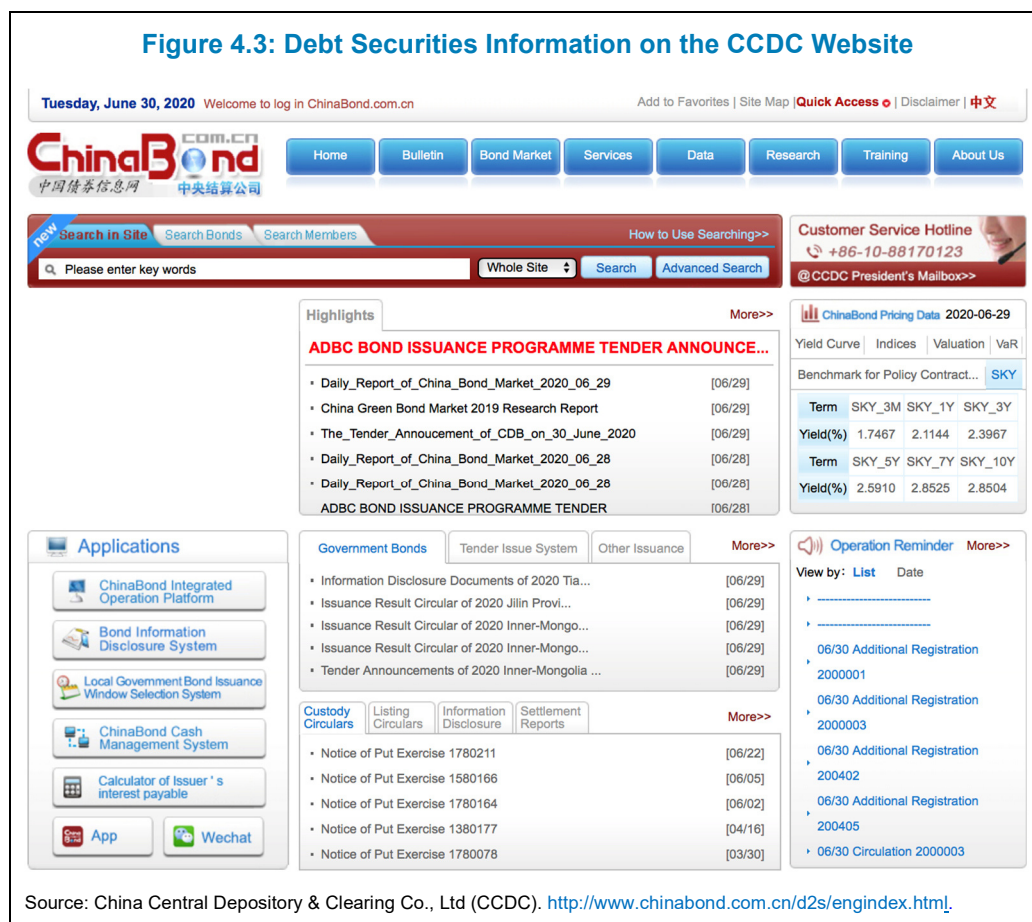 Figure 4.3: Debt Securities Information on the CCDC Website
Tuesday, June 30, 2020 Welcome to log in ChinaBond.com.cn
Add to Favorites | Site Map |Quick Access | Disclaimer | 中文
ChinaBond .com.cn
中国债券信息网 中央结算公司
Home Bulletin Bond Market Services Data Research Training About Us
new
Search in Site Search Bonds Search Members How to Use Searching>>
Please enter key words Whole Site Search Advanced Search
Customer Service Hotline
+86-10-88170123
@CCDC President's Mailbox>>
Highlights More>>
ADBC BOND ISSUANCE PROGRAMME TENDER ANNOUNCE...
Daily_Report_of_China_Bond_Market_2020_06_29 [06/29]
China Green Bond Market 2019 Research Report [06/29]
The_Tender_Annoucement_of_CDB_on_30_June_2020 [06/29]
Daily_Report_of_China_Bond_Market_2020_06_28 [06/28]
Daily_Report_of_China_Bond_Market_2020_06_28 [06/28]
ADBC BOND ISSUANCE PROGRAMME TENDER [06/28]
ChinaBond Pricing Data 2020-06-29
Yield Curve Indices Valuation VaR
Benchmark for Policy Contract... SKY
Term SKY_3M SKY_1Y SKY_3Y
Yield(%) 1.7467 2.1144 2.3967
Term SKY_5Y SKY_7Y SKY_10Y
Yield(%) 2.5910 2.8525 2.8504
Applications
ChinaBond Integrated
Operation Platform
Bond Information
Disclosure System
Local Government Bond Issuance
Window Selection System
ChinaBond Cash
Management System
Calculator of Issuer ' s
interest payable
App Wechat
Government Bonds Tender Issue System Other Issuance More>>
Information Disclosure Documents of 2020 Tia... [06/29]
Issuance Result Circular of 2020 Jilin Provi... [06/29]
Issuance Result Circular of 2020 Inner-Mongo... [06/29]
Issuance Result Circular of 2020 Inner-Mongo... [06/29]
Tender Announcements of 2020 Inner-Mongolia ... [06/29]
Custody Circulars Listing Circulars Information Disclosure Settlement Reports More>>
Notice of Put Exercise 1780211 [06/22]
Notice of Put Exercise 1580166 [06/05]
Notice of Put Exercise 1780164 [06/02]
Notice of Put Exercise 1380177 [04/16]
Notice of Put Exercise 1780078 [03/30]
Operation Reminder More>>
View by: List Date
---------------------------
---------------------------
06/30 Additional Registration
2000001
06/30 Additional Registration
2000003
06/30 Additional Registration
200402
06/30 Additional Registration
200405
06/30 Circulation 2000003
Source: China Central Depository & Clearing Co., Ltd (CCDC). http://www.chinabond.com.cn/d2s/engindex.html.